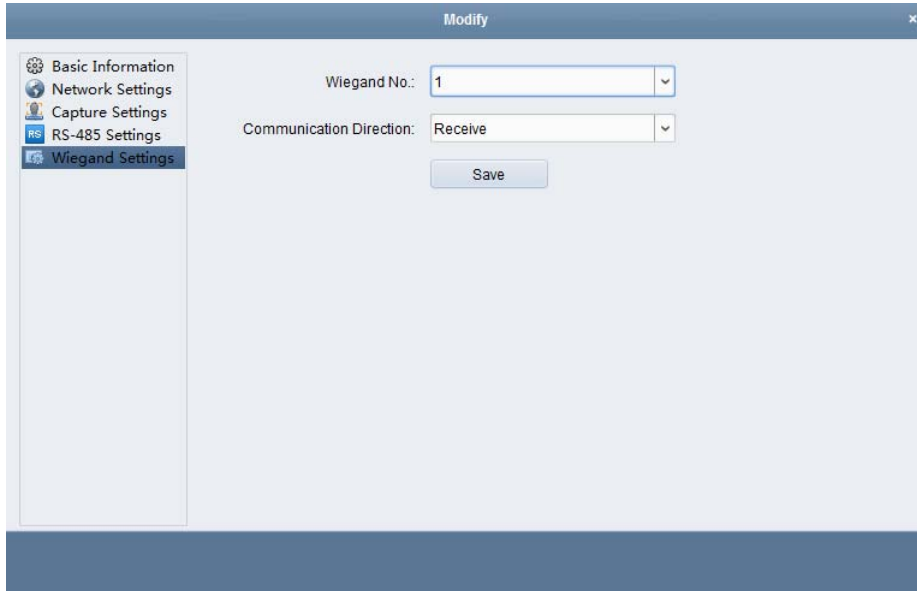 Modify
×
Basic Information
Network Settings
Capture Settings
RS RS-485 Settings
Wiegand Settings
Wiegand No.: 1
Communication Direction: Receive
Save